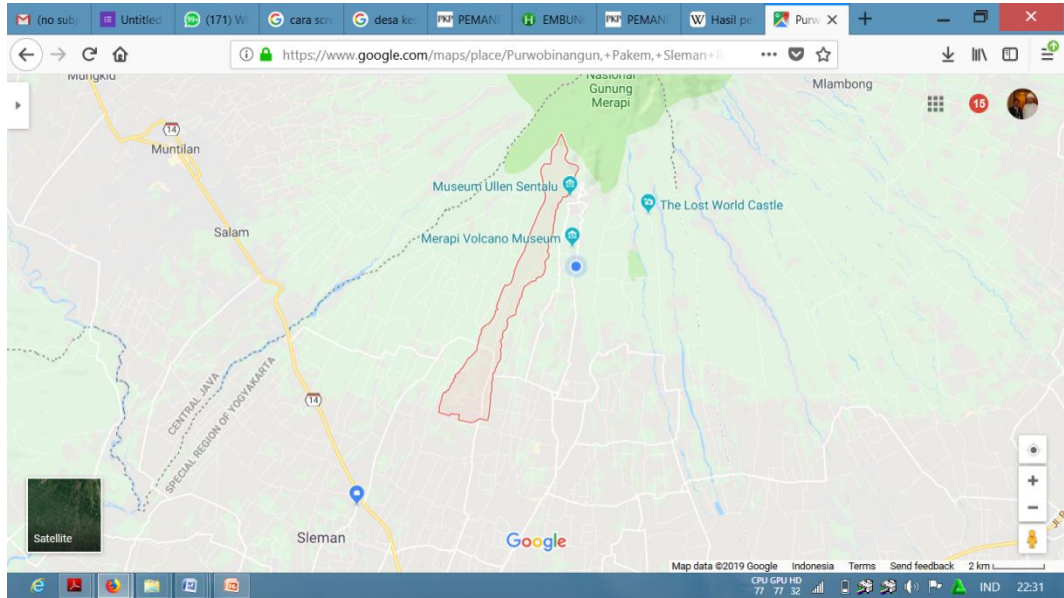 (no subj
Untitled
(171) W
cara scre
desa ker
PKP PEMAN
EMBUN
PKP PEMAN
W Hasil pe
Purw
https://www.google.com/maps/place/Purwobinangun,+Pakem,+Sleman+R
Mungkid
Nasional
Gunung
Merapi
Mlambong
15
14
Muntilan
Museum Ullen Sentalu
The Lost World Castle
Salam
Merapi Volcano Museum
CENTRAL JAVA
SPECIAL REGION OF YOGYAKARTA
14
Satellite
Sleman
Google
Map data ©2019 Google Indonesia Terms Send feedback 2 km
CPU GPU HD
77 77 32
IND
22:31